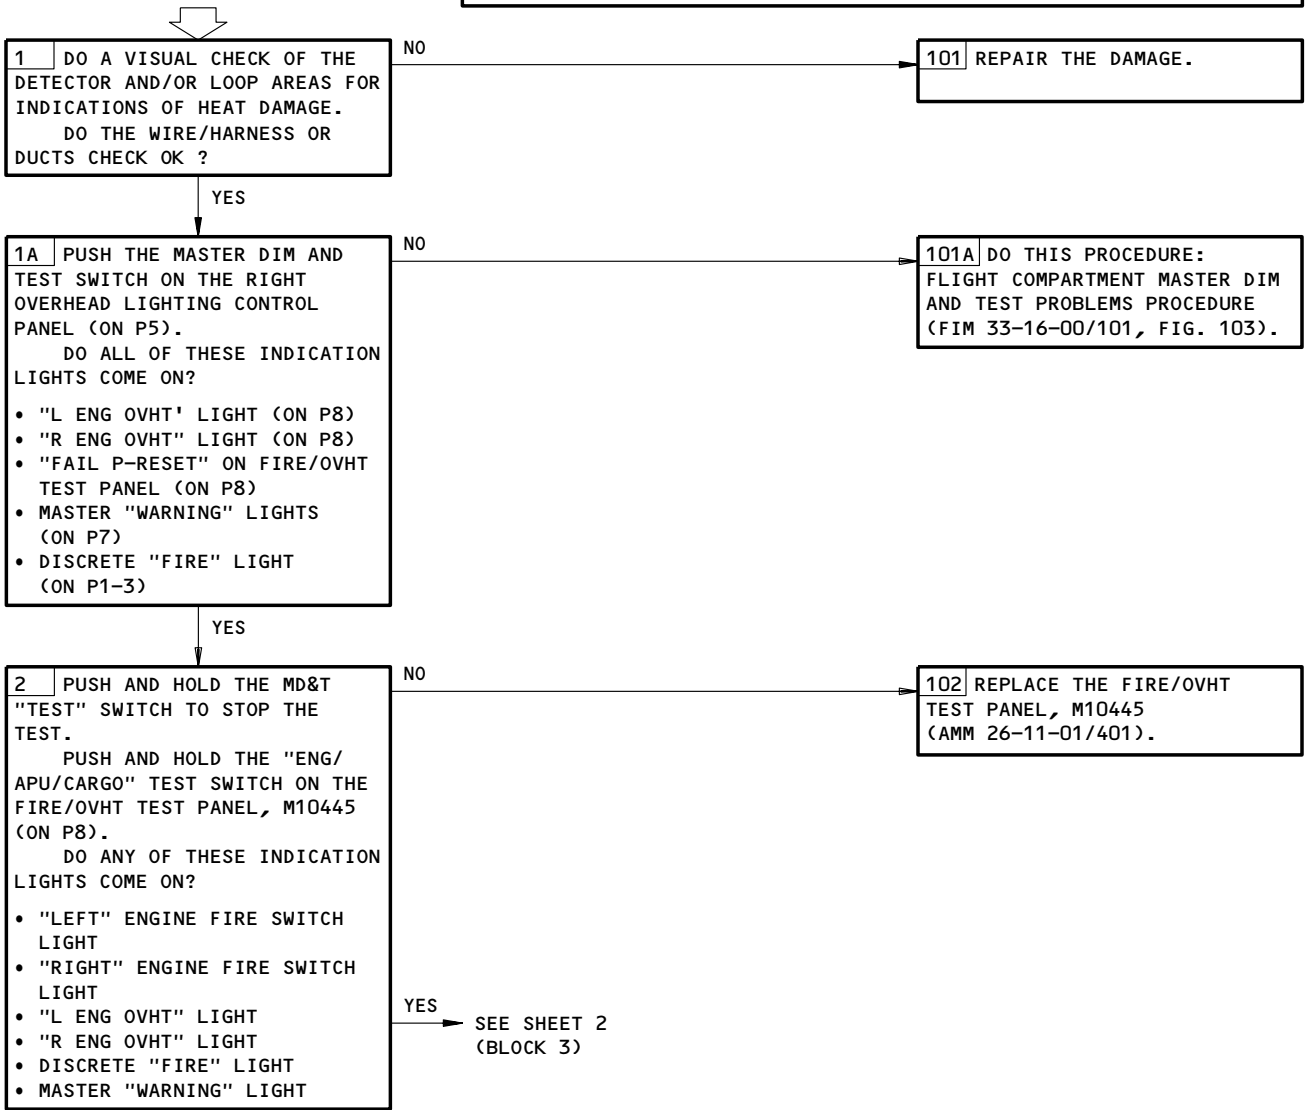 1 DO A VISUAL CHECK OF THE
DETECTOR AND/OR LOOP AREAS FOR
INDICATIONS OF HEAT DAMAGE.
DO THE WIRE/HARNESS OR
DUCTS CHECK OK ?
NO
101 REPAIR THE DAMAGE.
YES
1A PUSH THE MASTER DIM AND
TEST SWITCH ON THE RIGHT
OVERHEAD LIGHTING CONTROL
PANEL (ON P5).
DO ALL OF THESE INDICATION
LIGHTS COME ON?
• "L ENG OVHT' LIGHT (ON P8)
• "R ENG OVHT" LIGHT (ON P8)
• "FAIL P-RESET" ON FIRE/OVHT
TEST PANEL (ON P8)
• MASTER "WARNING" LIGHTS
(ON P7)
• DISCRETE "FIRE" LIGHT
(ON P1-3)
NO
101A DO THIS PROCEDURE:
FLIGHT COMPARTMENT MASTER DIM
AND TEST PROBLEMS PROCEDURE
(FIM 33-16-00/101, FIG. 103).
YES
2 PUSH AND HOLD THE MD&T
"TEST" SWITCH TO STOP THE
TEST.
PUSH AND HOLD THE "ENG/
APU/CARGO" TEST SWITCH ON THE
FIRE/OVHT TEST PANEL, M10445
(ON P8).
DO ANY OF THESE INDICATION
LIGHTS COME ON?
• "LEFT" ENGINE FIRE SWITCH
LIGHT
• "RIGHT" ENGINE FIRE SWITCH
LIGHT
• "L ENG OVHT" LIGHT
• "R ENG OVHT" LIGHT
• DISCRETE "FIRE" LIGHT
• MASTER "WARNING" LIGHT
NO
102 REPLACE THE FIRE/OVHT
TEST PANEL, M10445
(AMM 26-11-01/401).
YES
SEE SHEET 2
(BLOCK 3)